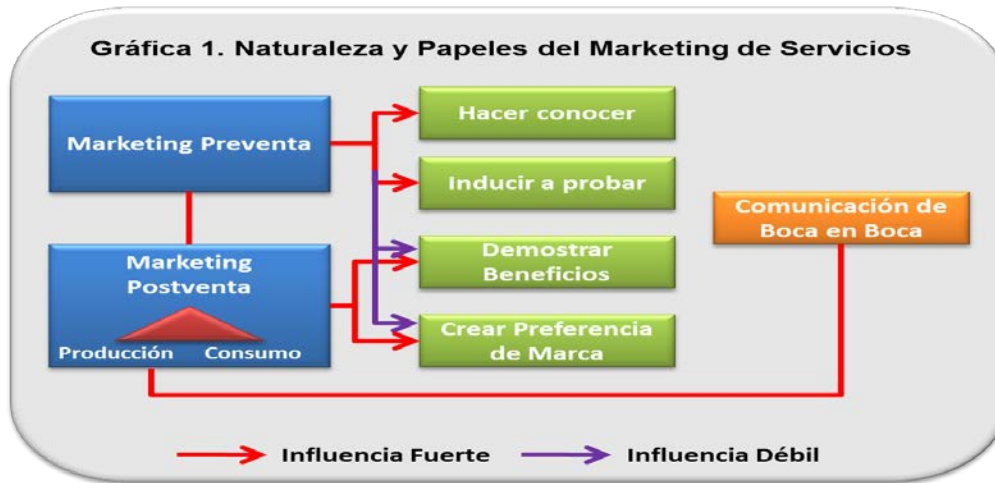 Gráfica 1. Naturaleza y Papeles del Marketing de Servicios
Marketing Preventa
Hacer conocer
Inducir a probar
Comunicación de
Boca en Boca
Marketing
Postventa
Producción Consumo
Demostrar
Beneficios
Crear Preferencia
de Marca
Influencia Fuerte
Influencia Débil